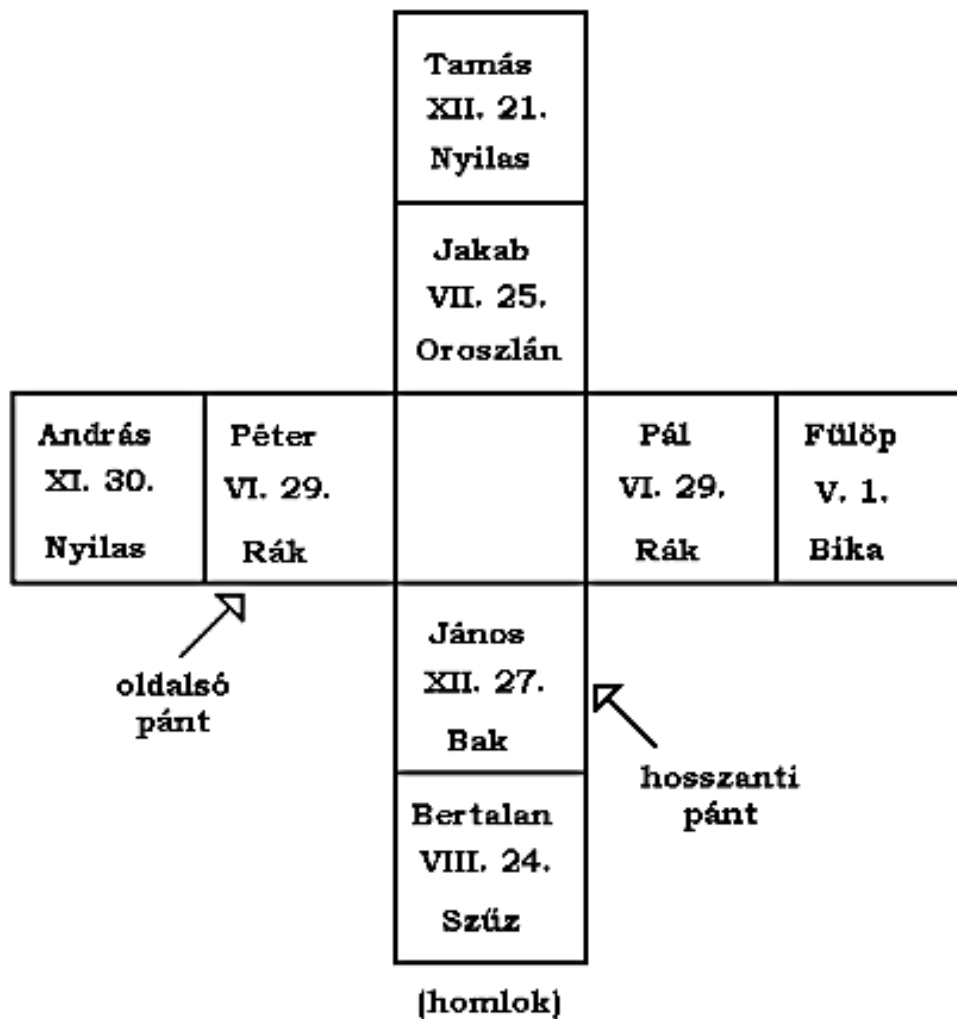 Tamás
XII. 21.
Nyilas
Jakab
VII. 25.
Oroszlán
András
XI. 30.
Nyilas
Péter
VI. 29.
Rák
Pál
VI. 29.
Rák
Fülöp
V. 1.
Bika
oldalsó
pánt
János
XII. 27.
Bak
hosszanti
pánt
Bertalan
VIII. 24.
Szűz
(homlok)